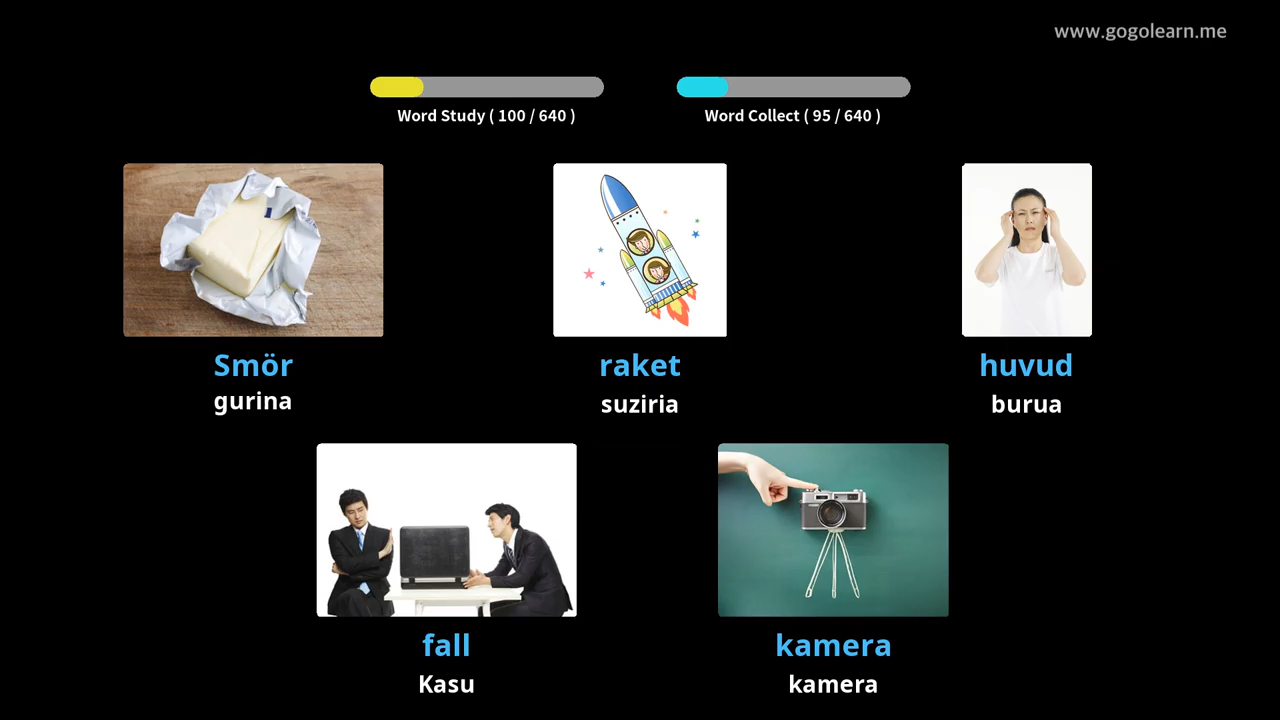 www.gogolearn.me
Word Study ( 100 / 640 )
Word Collect ( 95 / 640 )
Smör
raket
huvud
gurina
suziria
burua
fall
kamera
Kasu
kamera